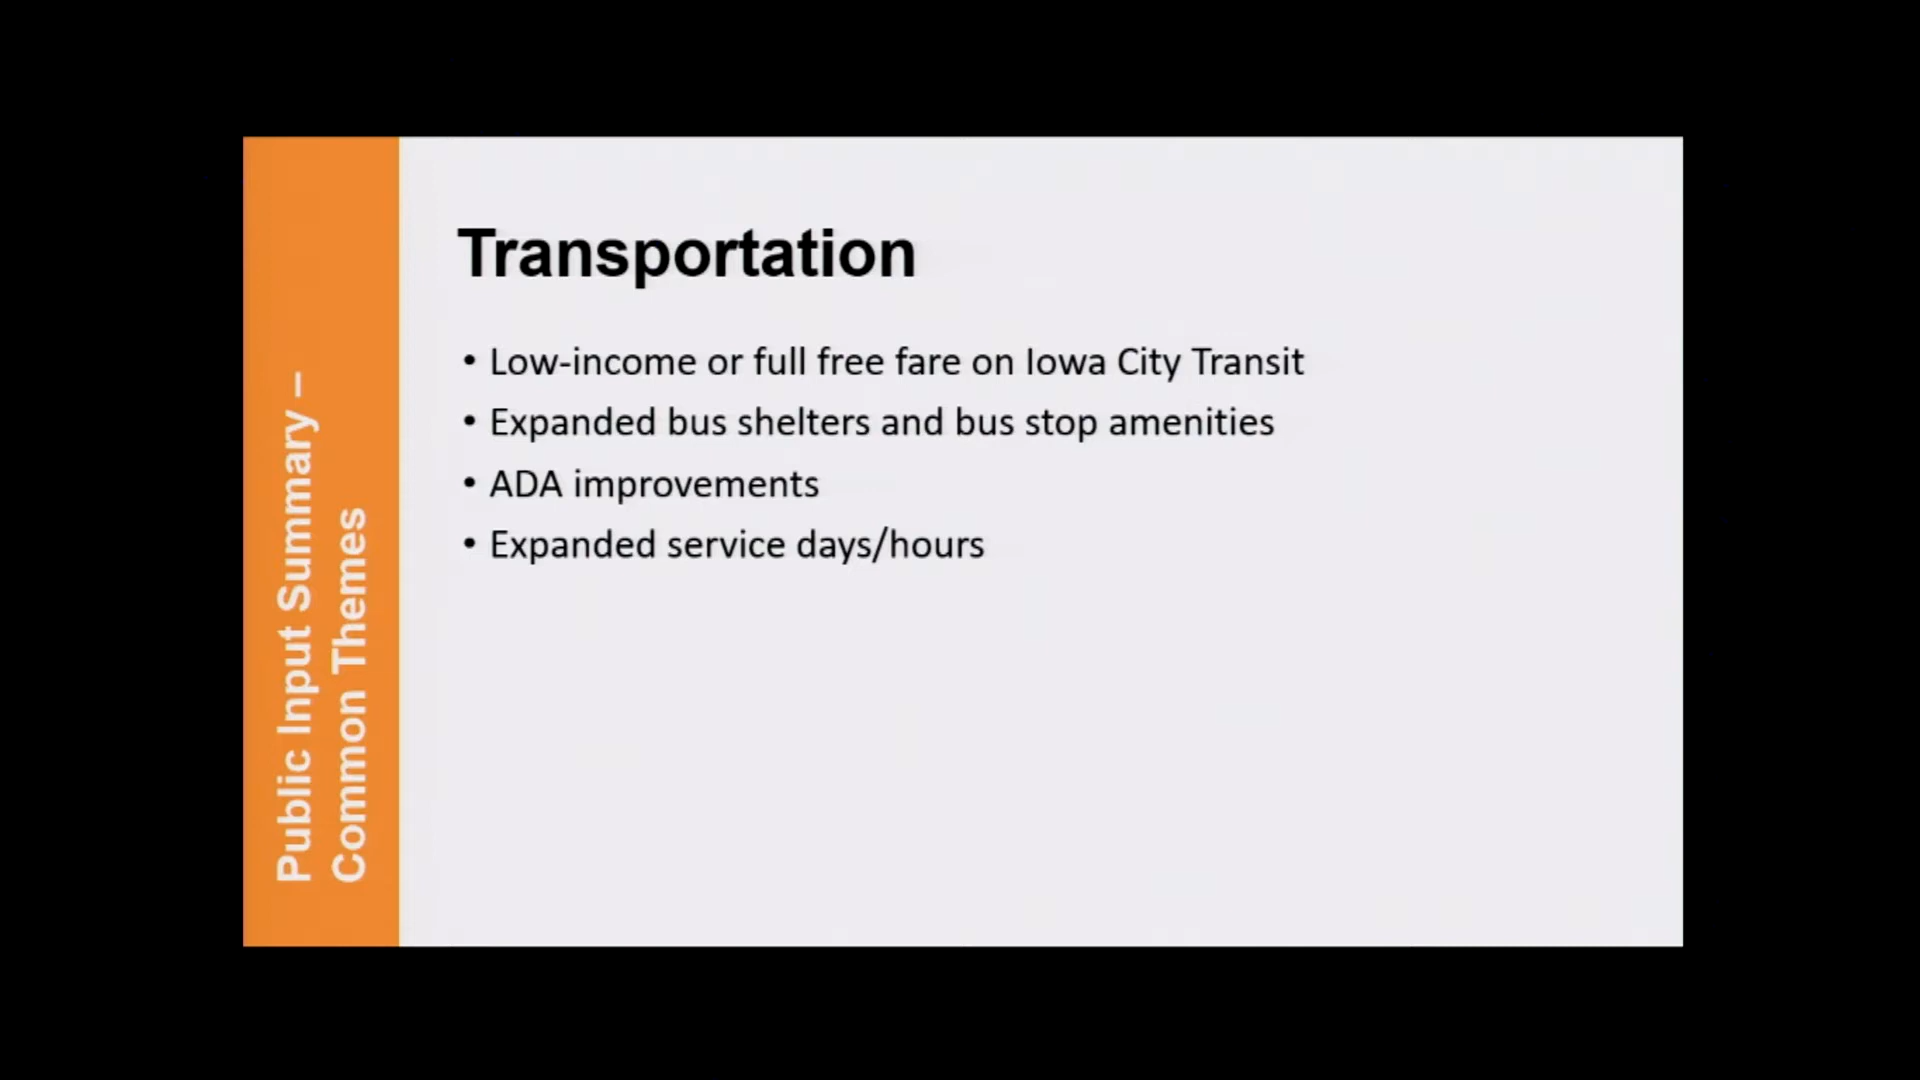 Public Input Summary –
Common Themes
Transportation
• Low-income or full free fare on Iowa City Transit
• Expanded bus shelters and bus stop amenities
• ADA improvements
• Expanded service days/hours